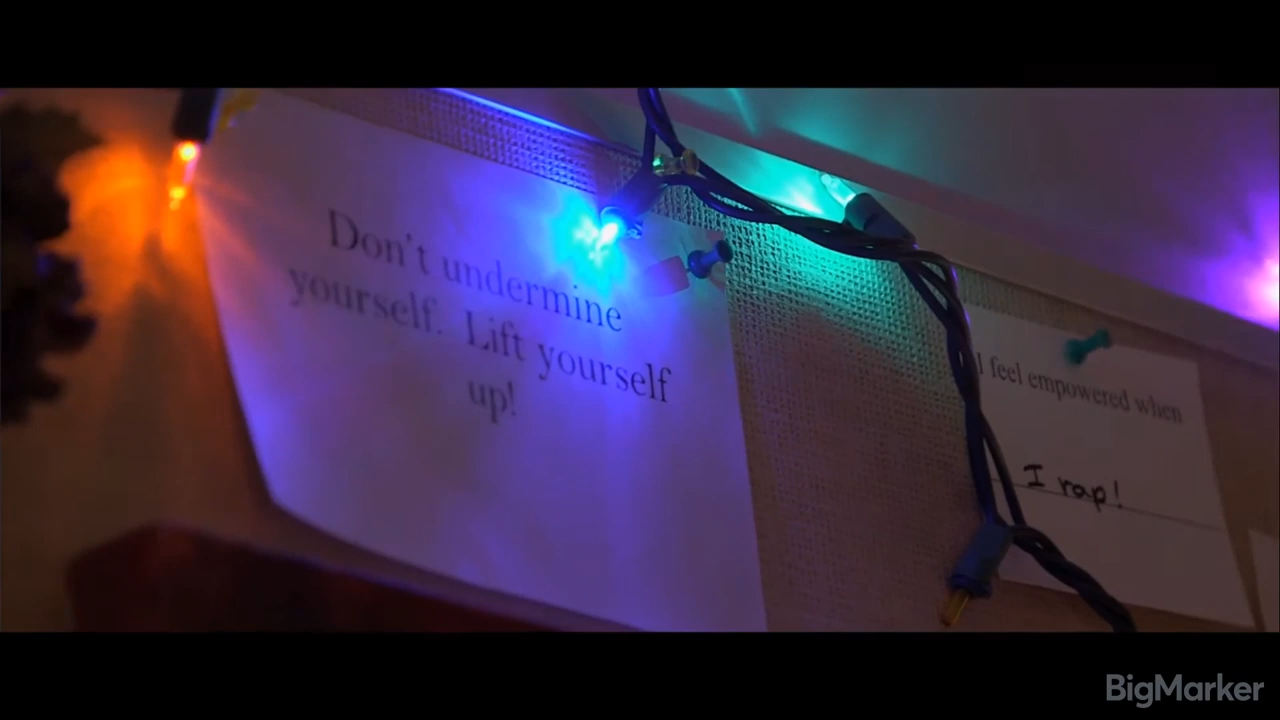 Don't undermine
yourself. Lift yourself
up!
I feel empowered when
I rap!
BigMarker